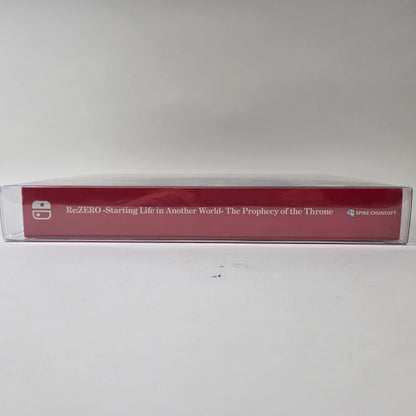 Re:ZERO -Starting Life in Another World- The Prophecy of the Throne SPIKE CHUNSOFT